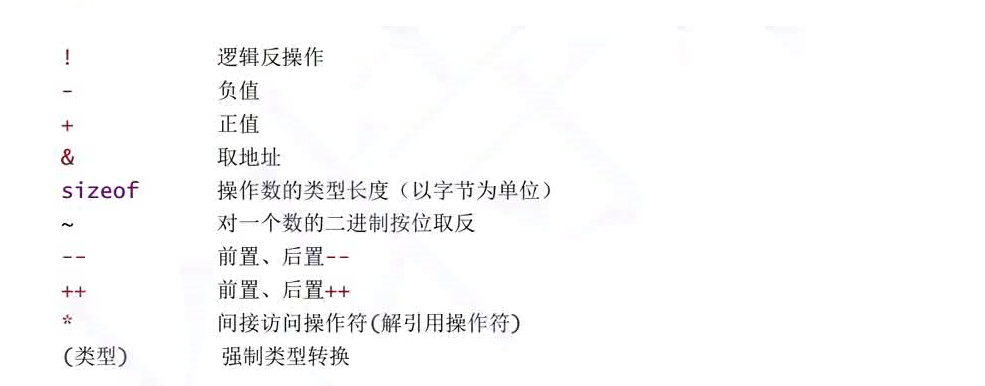 ! 逻辑反操作
- 负值
+ 正值
& 取地址
sizeof 操作数的类型长度（以字节为单位）
~ 对一个数的二进制按位取反
-- 前置、后置--
++ 前置、后置++
* 间接访问操作符(解引用操作符)
(类型) 强制类型转换